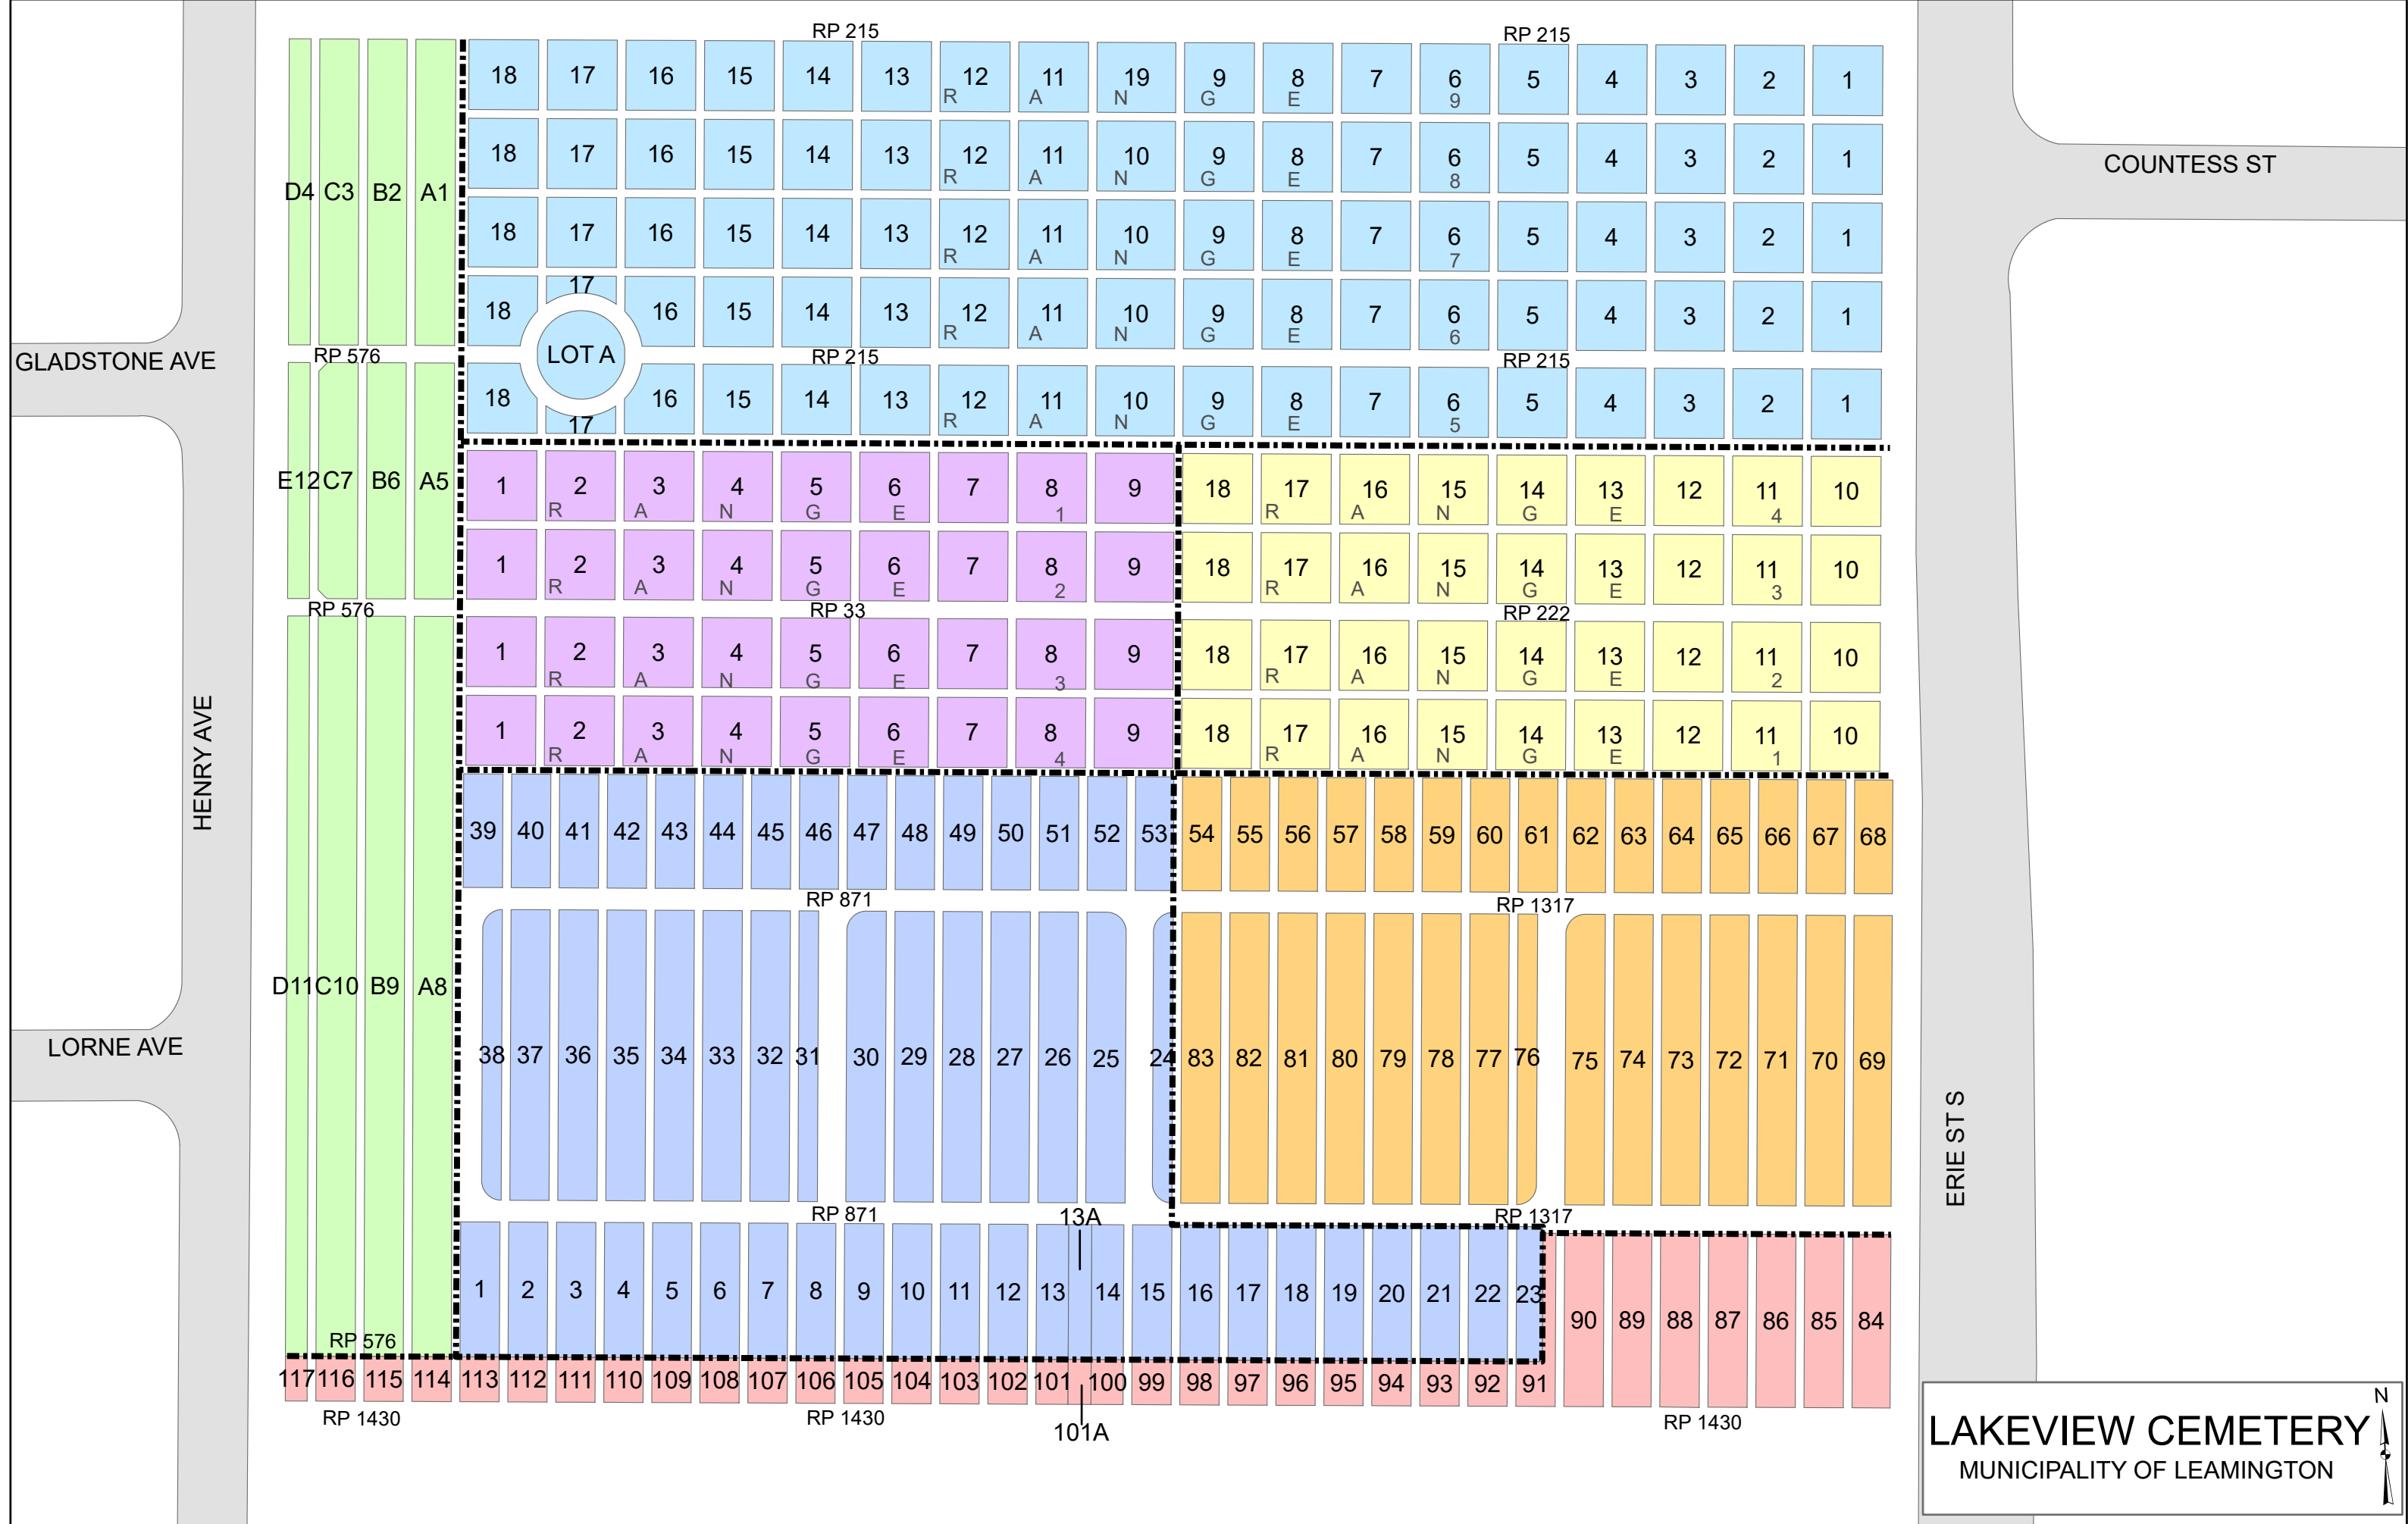 RP 215 RP 215
18 17 16 15 14 13 12 11 19 9 8 7 6 5 4 3 2 1
R A N G E 9
COUNTESS ST
18 17 16 15 14 13 12 11 10 9 8 7 6 5 4 3 2 1
R A N G E 8
D4 C3 B2 A1
18 17 16 15 14 13 12 11 10 9 8 7 6 5 4 3 2 1
R A N G E 7
17
18 16 15 14 13 12 11 10 9 8 7 6 5 4 3 2 1
R A N G E 6
GLADSTONE AVE RP 576 LOT A RP 215 RP 215
18 16 15 14 13 12 11 10 9 8 7 6 5 4 3 2 1
17 R A N G E 5
E12 C7 B6 A5
1 2 3 4 5 6 7 8 9 18 17 16 15 14 13 12 11 10
R A N G E 1 R A N G E 4
1 2 3 4 5 6 7 8 9 18 17 16 15 14 13 12 11 10
R A N G E 2 R A N G E 3
RP 576 RP 33 RP 222
1 2 3 4 5 6 7 8 9 18 17 16 15 14 13 12 11 10
R A N G E 3 R A N G E 2
1 2 3 4 5 6 7 8 9 18 17 16 15 14 13 12 11 10
R A N G E 4 R A N G E 1
HENRY AVE
39 40 41 42 43 44 45 46 47 48 49 50 51 52 53 54 55 56 57 58 59 60 61 62 63 64 65 66 67 68
RP 871 RP 1317
D11 C10 B9 A8
LORNE AVE
38 37 36 35 34 33 32 31 30 29 28 27 26 25 24 83 82 81 80 79 78 77 76 75 74 73 72 71 70 69
ERIE ST S
RP 871 13A RP 1317
1 2 3 4 5 6 7 8 9 10 11 12 13 14 15 16 17 18 19 20 21 22 23
90 89 88 87 86 85 84
RP 576
117 116 115 114 113 112 111 110 109 108 107 106 105 104 103 102 101 100 99 98 97 96 95 94 93 92 91
RP 1430 RP 1430 RP 1430
101A
N
LAKEVIEW CEMETERY
MUNICIPALITY OF LEAMINGTON